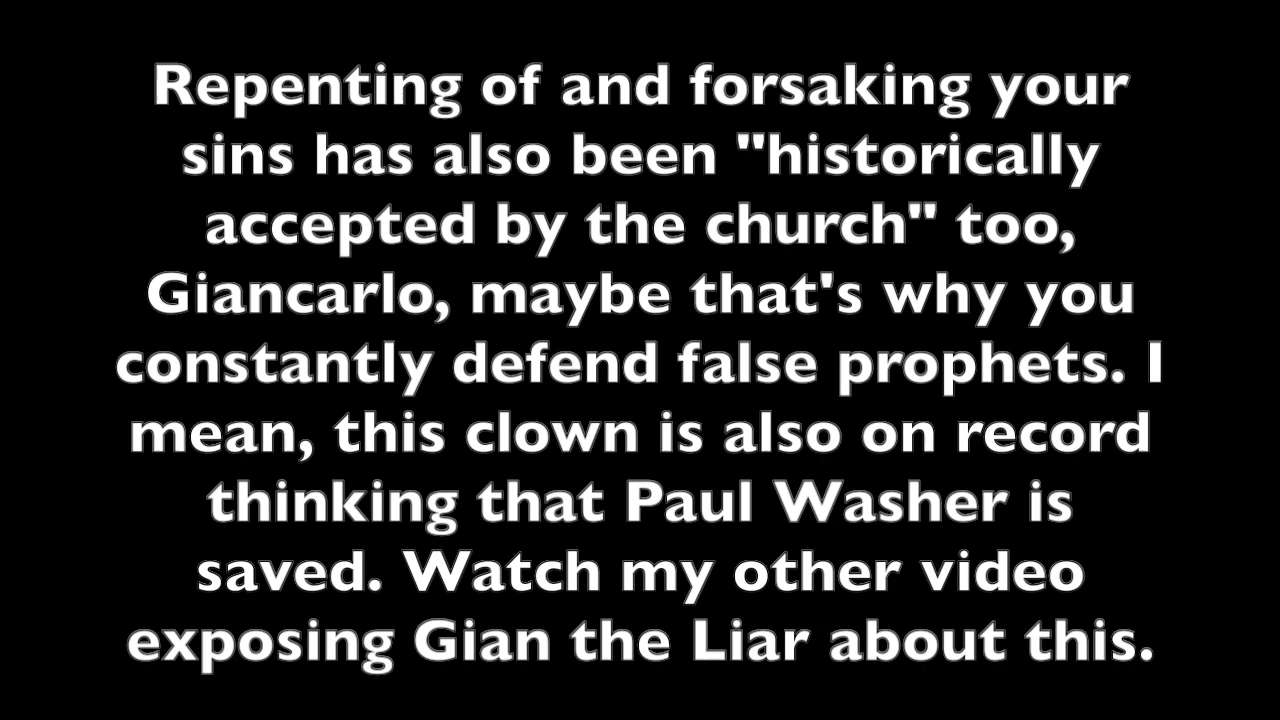 Repenting of and forsaking your
sins has also been "historically
accepted by the church" too,
Giancarlo, maybe that's why you
constantly defend false prophets. I
mean, this clown is also on record
thinking that Paul Washer is
saved. Watch my other video
exposing Gian the Liar about this.